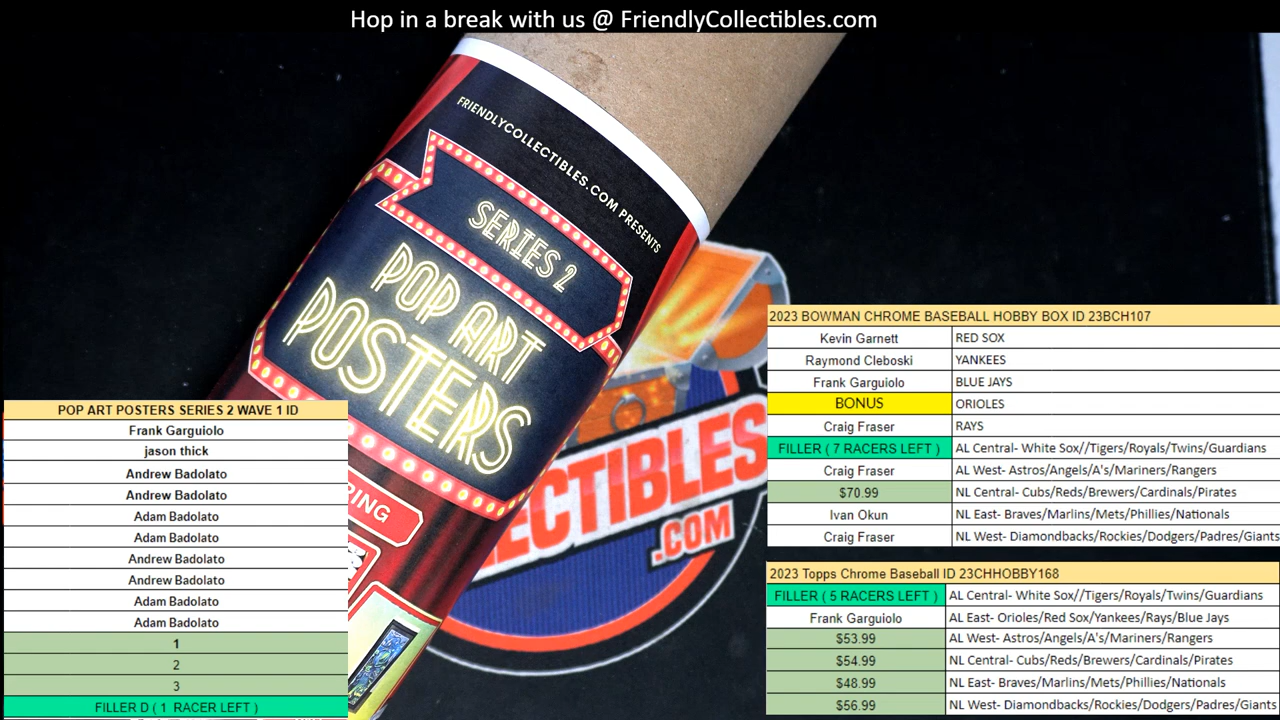 Hop in a break with us @ FriendlyCollectibles.com
FRIENDLYCOLLECTIBLES.COM PRESENTS
SERIES 2
POP ART
POSTERS
ECTIBLES
.COM
POP ART POSTERS SERIES 2 WAVE 1 ID
Frank Garguiolo
jason thick
Andrew Badolato
Andrew Badolato
Adam Badolato
Adam Badolato
Andrew Badolato
Andrew Badolato
Adam Badolato
Adam Badolato
1
2
3
FILLER D ( 1 RACER LEFT )
2023 BOWMAN CHROME BASEBALL HOBBY BOX ID 23BCH107
Kevin Garnett RED SOX
Raymond Cleboski YANKEES
Frank Garguiolo BLUE JAYS
BONUS ORIOLES
Craig Fraser RAYS
FILLER ( 7 RACERS LEFT ) AL Central- White Sox//Tigers/Royals/Twins/Guardians
Craig Fraser AL West- Astros/Angels/A's/Mariners/Rangers
$70.99 NL Central- Cubs/Reds/Brewers/Cardinals/Pirates
Ivan Okun NL East- Braves/Marlins/Mets/Phillies/Nationals
Craig Fraser NL West- Diamondbacks/Rockies/Dodgers/Padres/Giants
2023 Topps Chrome Baseball ID 23CHHOBBY168
FILLER ( 5 RACERS LEFT ) AL Central- White Sox//Tigers/Royals/Twins/Guardians
Frank Garguiolo AL East- Orioles/Red Sox/Yankees/Rays/Blue Jays
$53.99 AL West- Astros/Angels/A's/Mariners/Rangers
$54.99 NL Central- Cubs/Reds/Brewers/Cardinals/Pirates
$48.99 NL East- Braves/Marlins/Mets/Phillies/Nationals
$56.99 NL West- Diamondbacks/Rockies/Dodgers/Padres/Giants